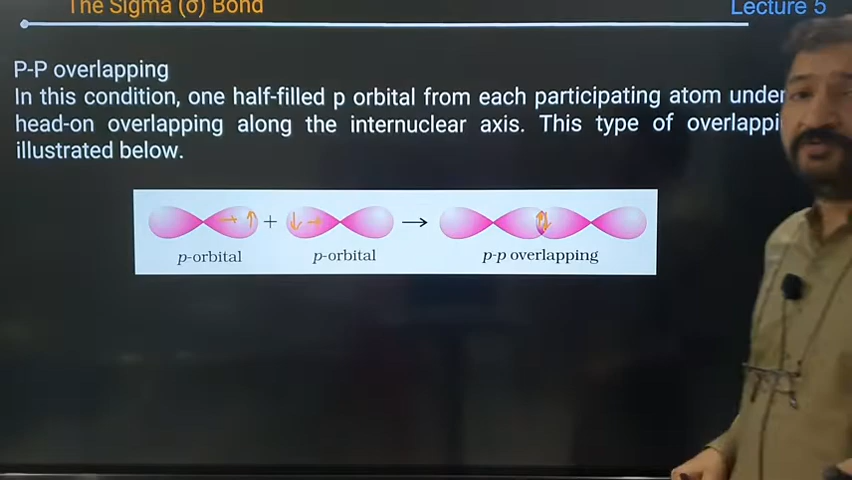 The Sigma (σ) Bond
Lecture 5
P-P overlapping
In this condition, one half-filled p orbital from each participating atom under
head-on overlapping along the internuclear axis. This type of overlappi
illustrated below.
+ →
p-orbital p-orbital p-p overlapping